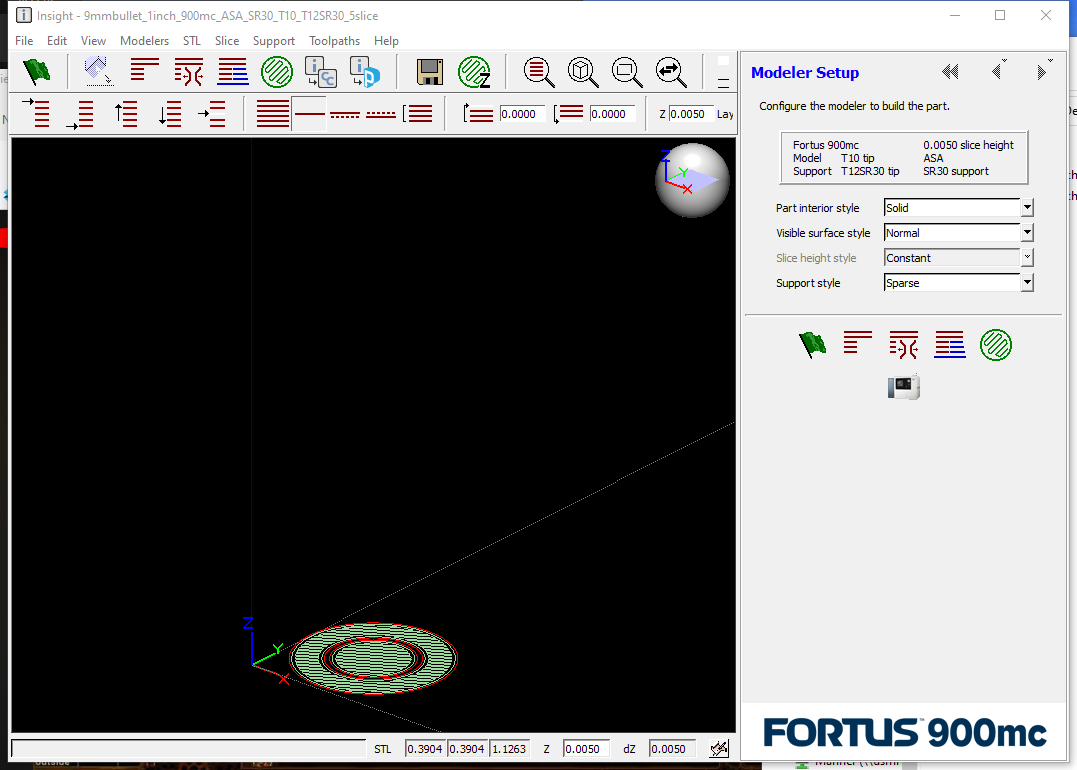 Insight - 9mmbullet_1inch_900mc_ASA_SR30_T10_T12SR30_5slice
File Edit View Modelers STL Slice Support Toolpaths Help
0.0000 0.0000 Z 0.0050 Lay
Z Y X
Z
Y
X
STL 0.3904 0.3904 1.1263 Z 0.0050 dZ 0.0050
Modeler Setup
Configure the modeler to build the part.
Fortus 900mc 0.0050 slice height
Model T10 tip ASA
Support T12SR30 tip SR30 support
Part interior style Solid
Visible surface style Normal
Slice height style Constant
Support style Sparse
FORTUS™ 900mc